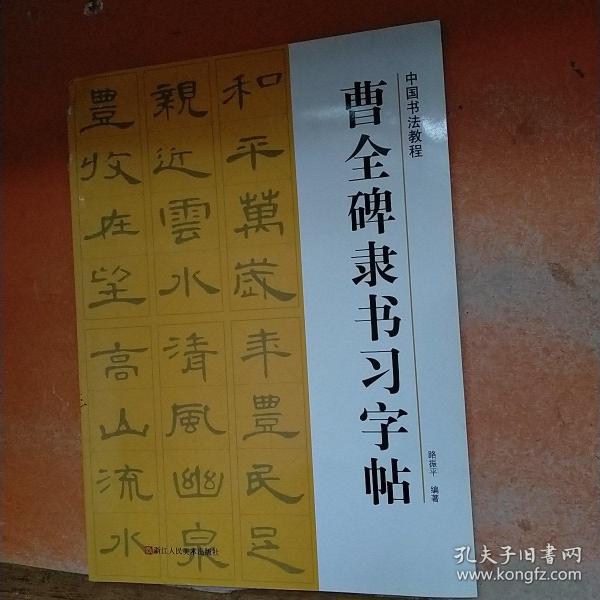 中国书法教程
曹全碑隶书习字帖
路振平 编著
和平萬歲
年豐民足
親近雲水
清風幽泉
豐收在望
高山流水
浙江人民美术出版社
孔夫子旧书网
www.kongfz.com